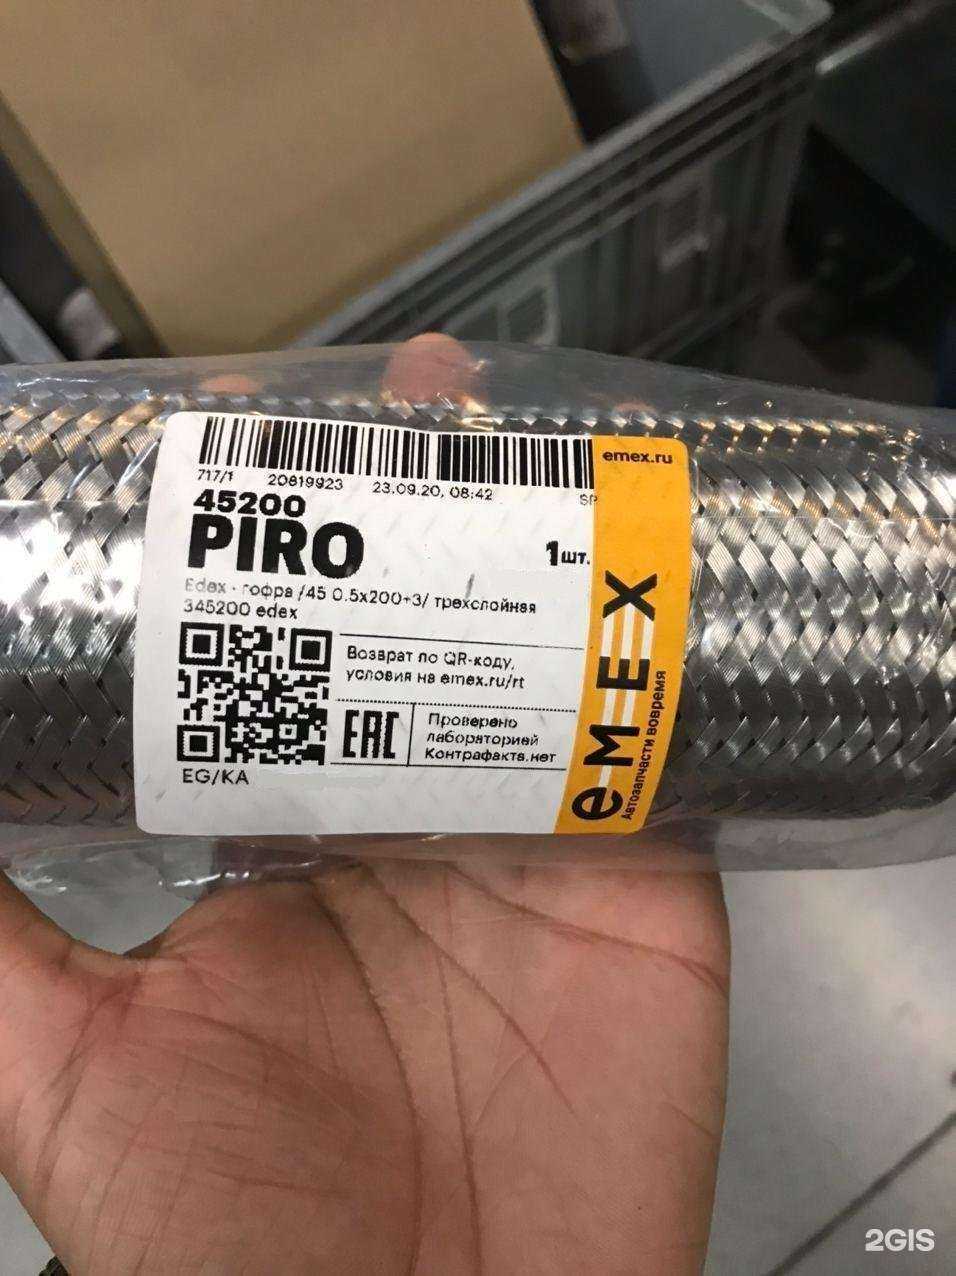 717/1 20819923 23.09.20, 08:42 SP
45200
PIRO
1шт.
Edex - гофра /45 0.5x200+3/ трехслойная
345200 edex
Возврат по QR-коду,
условия на emex.ru/rt
EAC
Проверено
лабораторией
Контрафакта.нет
EG/KA
emex.ru
eMEX
Автозапчасти вовремя
2GIS